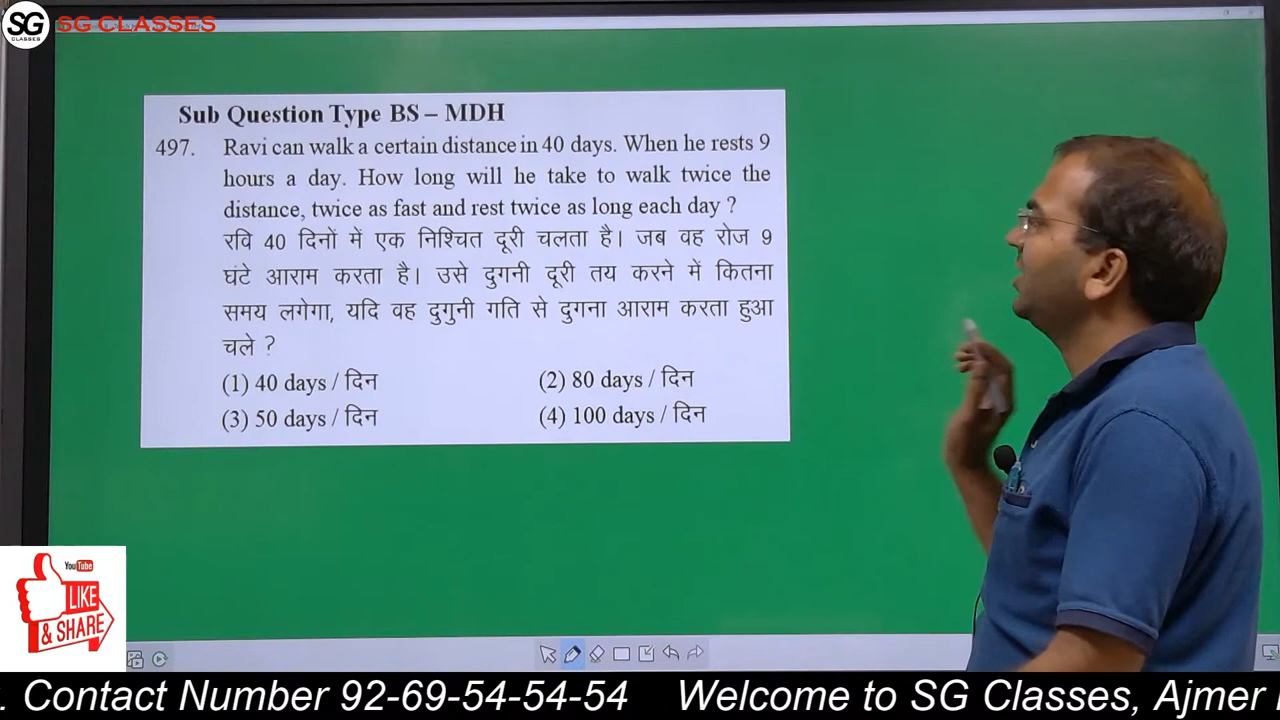 SG
CLASSES
SG CLASSES
Sub Question Type BS – MDH
497. Ravi can walk a certain distance in 40 days. When he rests 9
hours a day. How long will he take to walk twice the
distance, twice as fast and rest twice as long each day ?
रवि 40 दिनों में एक निश्चित दूरी चलता है। जब वह रोज 9
घंटे आराम करता है। उसे दुगनी दूरी तय करने में कितना
समय लगेगा, यदि वह दुगुनी गति से दुगना आराम करता हुआ
चले ?
(1) 40 days / दिन (2) 80 days / दिन
(3) 50 days / दिन (4) 100 days / दिन
YouTube
LIKE
& SHARE
. Contact Number 92-69-54-54-54 Welcome to SG Classes, Ajmer